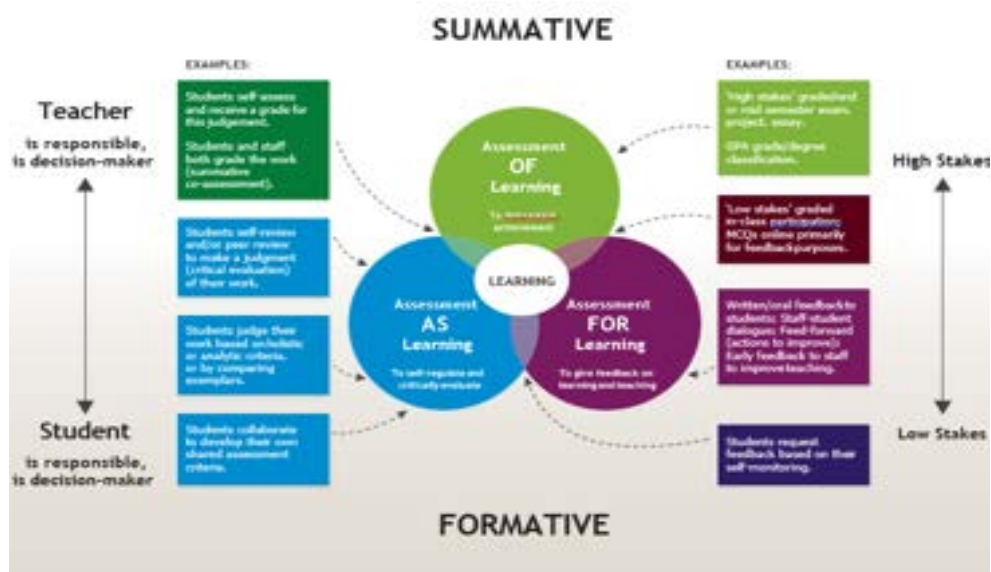 SUMMATIVE
EXAMPLES:
Students self-assess
and receive a grade for
this judgement.
Students and staff
both grade the work
(summative
co-assessment).
Students self-review
and/or peer review
to make a judgment
(critical evaluation)
of their work.
Students judge their
work based on holistic
or analytic criteria,
or by comparing
exemplars.
Students collaborate
to develop their own
shared assessment
criteria.
Teacher
is responsible,
is decision-maker
Student
is responsible,
is decision-maker
Assessment
OF
Learning
To
achievement
LEARNING
Assessment
AS
Learning
To self-regulate and
critically evaluate
Assessment
FOR
Learning
To give feedback on
learning and teaching
EXAMPLES:
'High stakes' graded/end
or mid semester exam,
project, essay.
GPA grade/degree
classification.
'Low stakes' graded
in-class participation;
MCQs online primarily
for feedback purposes.
Written/oral feedback to
students; Staff-student
dialogue; Feed-forward
(actions to improve);
Early feedback to staff
to improve teaching.
Students request
feedback based on their
self-monitoring.
High Stakes
Low Stakes
FORMATIVE